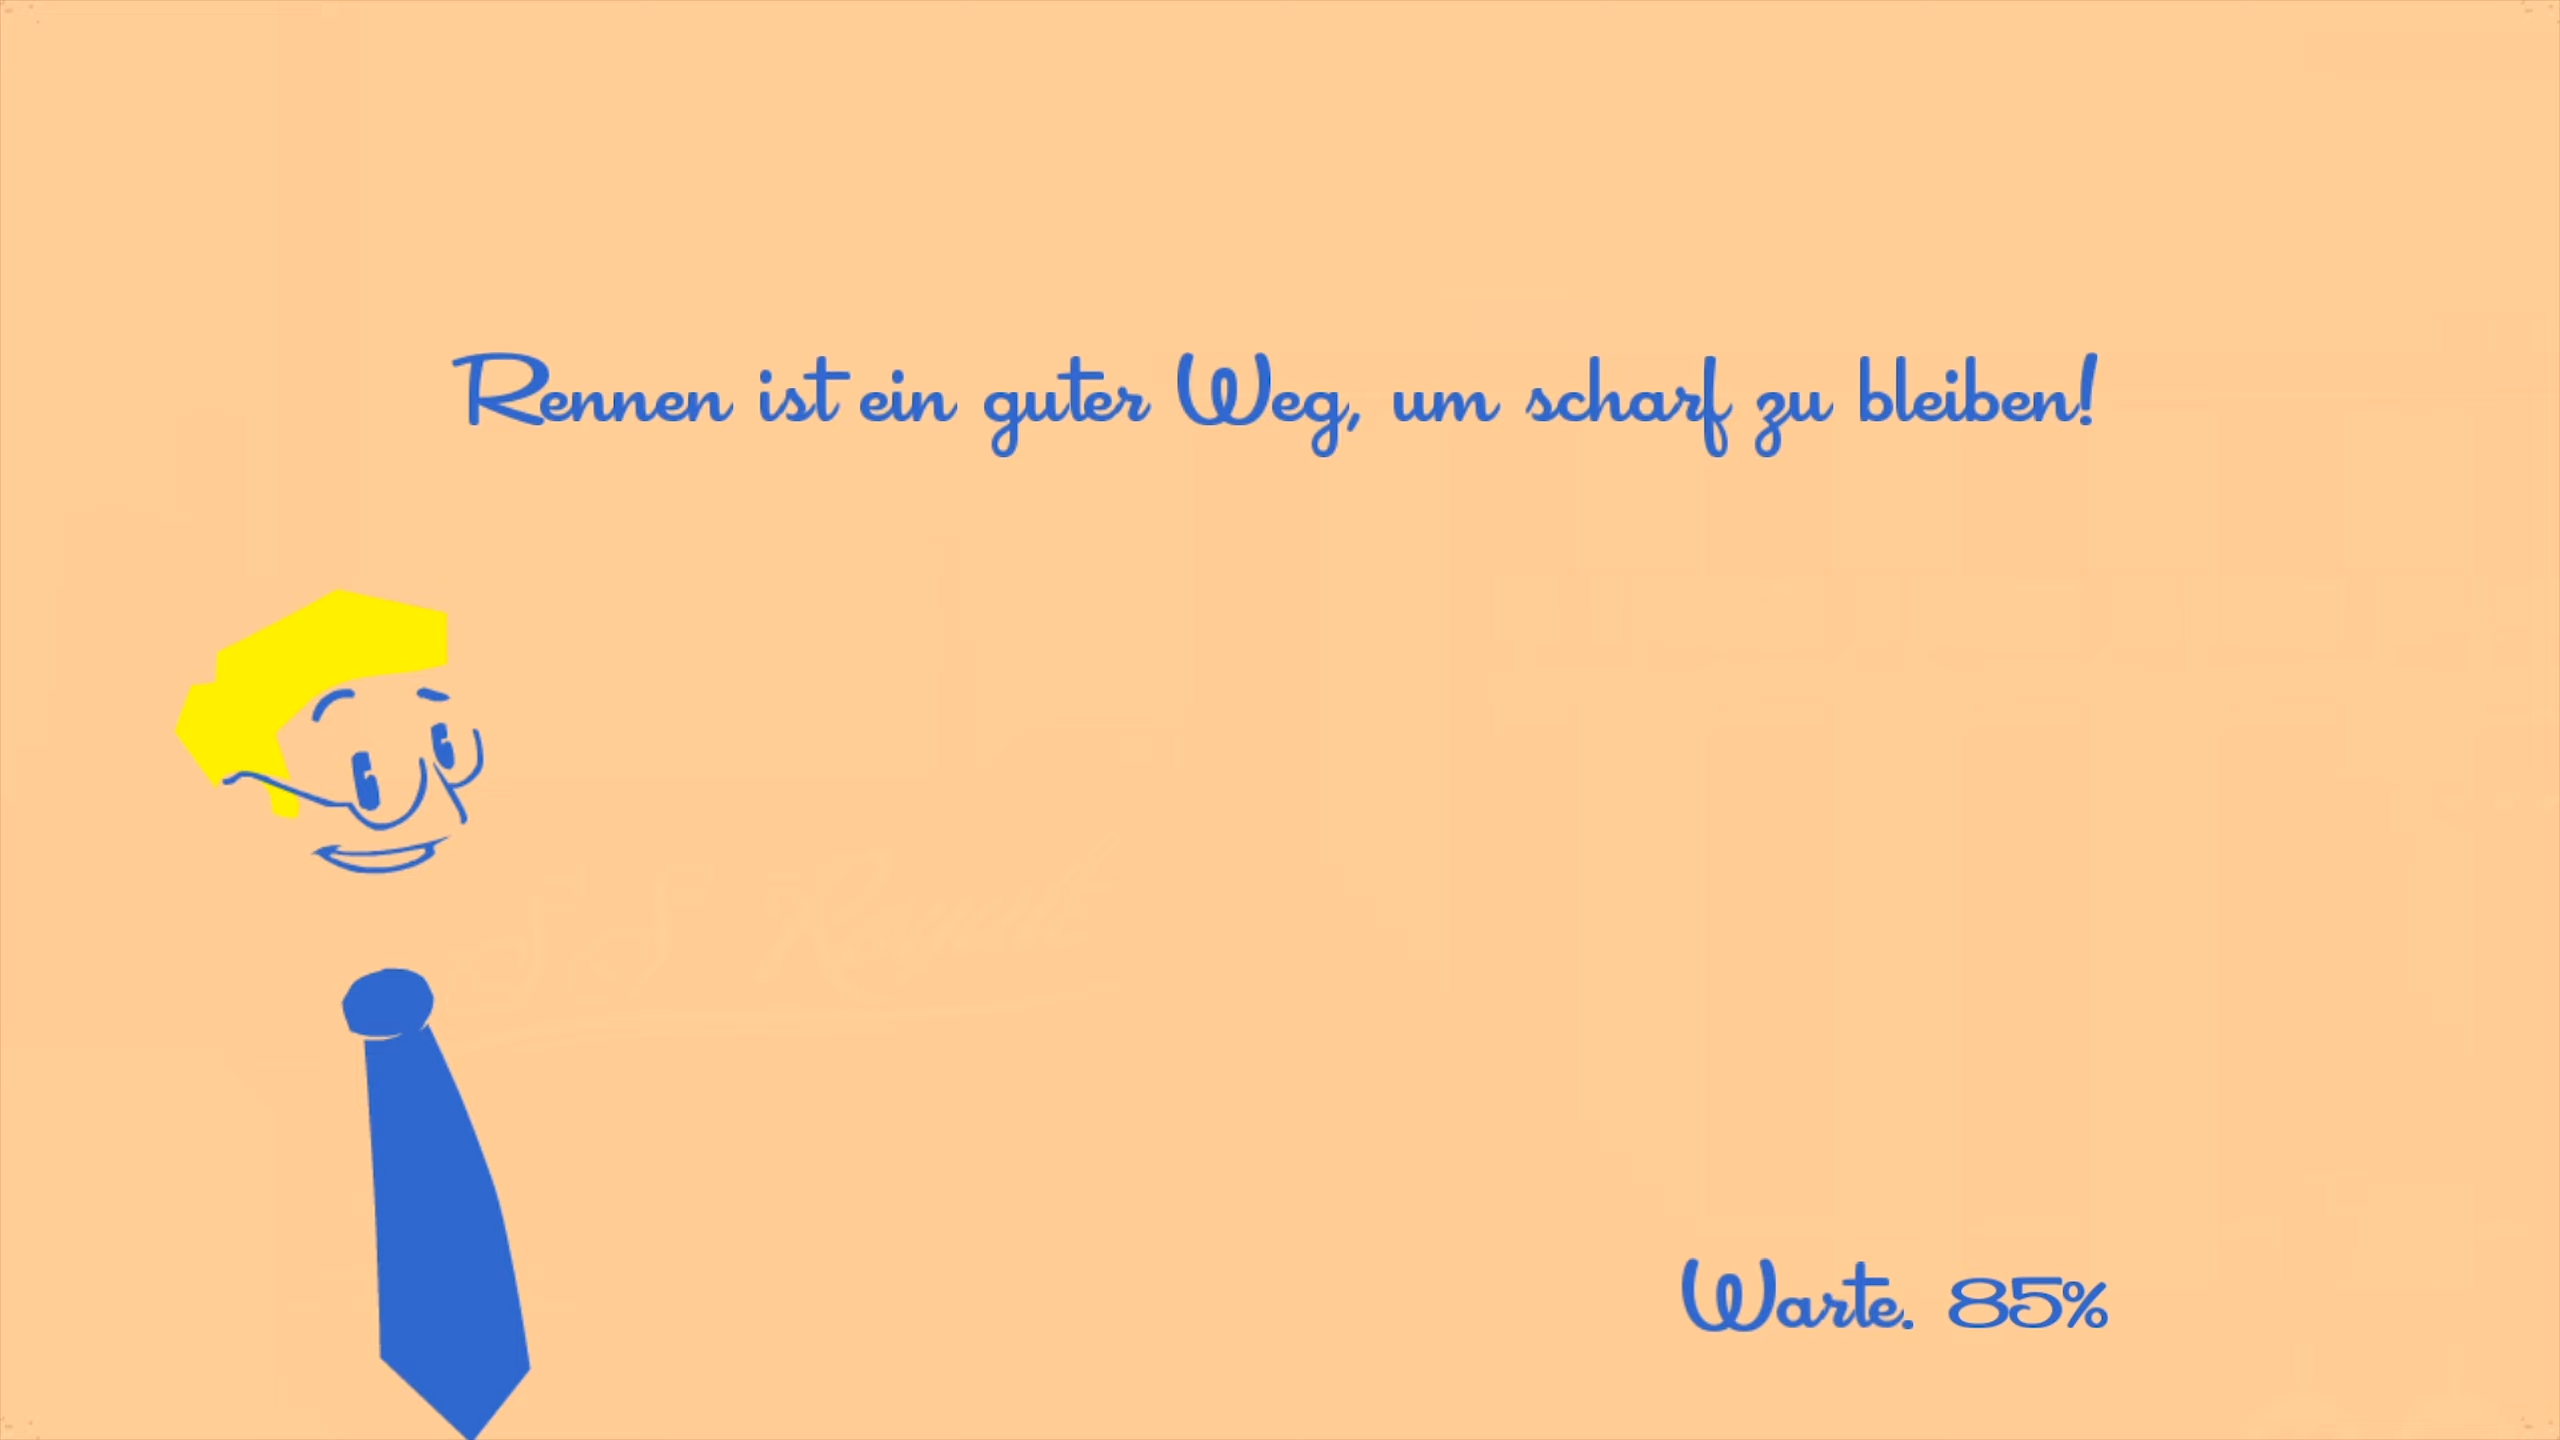 Rennen ist ein guter Weg, um scharf zu bleiben!
Warte. 85%